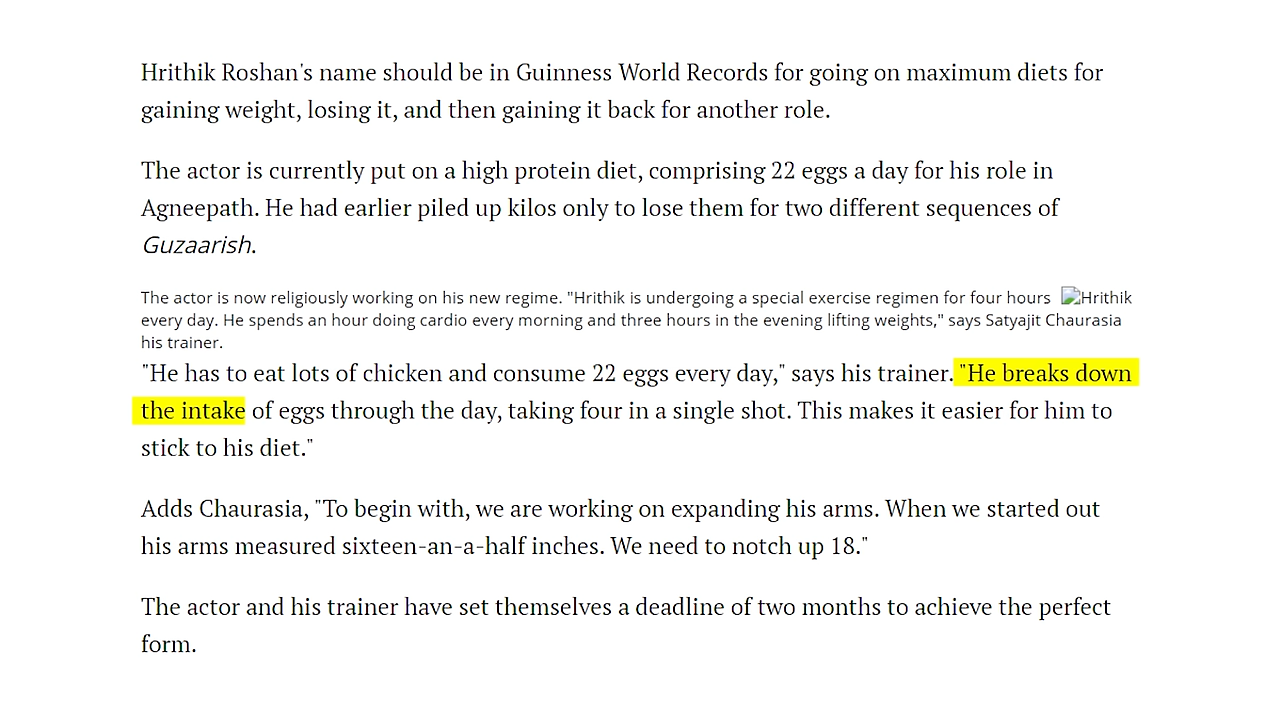 Hrithik Roshan's name should be in Guinness World Records for going on maximum diets for
gaining weight, losing it, and then gaining it back for another role.
The actor is currently put on a high protein diet, comprising 22 eggs a day for his role in
Agneepath. He had earlier piled up kilos only to lose them for two different sequences of
Guzaarish.
The actor is now religiously working on his new regime. "Hrithik is undergoing a special exercise regimen for four hours Hrithik
every day. He spends an hour doing cardio every morning and three hours in the evening lifting weights," says Satyajit Chaurasia
his trainer.
"He has to eat lots of chicken and consume 22 eggs every day," says his trainer. "He breaks down
the intake of eggs through the day, taking four in a single shot. This makes it easier for him to
stick to his diet."
Adds Chaurasia, "To begin with, we are working on expanding his arms. When we started out
his arms measured sixteen-an-a-half inches. We need to notch up 18."
The actor and his trainer have set themselves a deadline of two months to achieve the perfect
form.